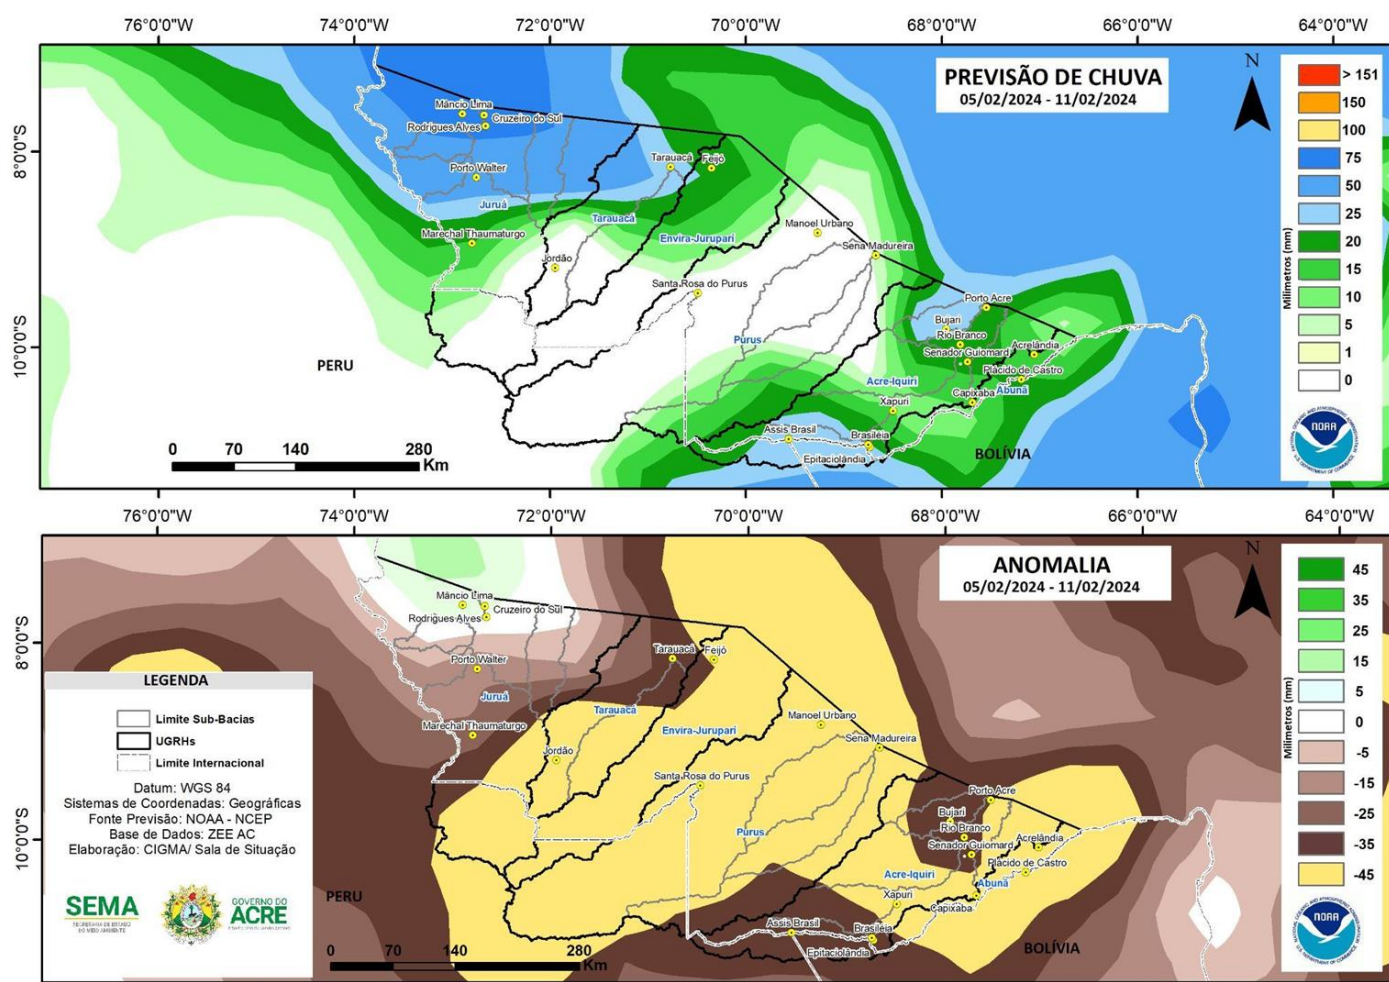 76°0'0"W 74°0'0"W 72°0'0"W 70°0'0"W 68°0'0"W 66°0'0"W 64°0'0"W
PREVISÃO DE CHUVA
05/02/2024 - 11/02/2024
N
8°0'0"S
10°0'0"S
Mâncio Lima
Cruzeiro do Sul
Rodrigues Alves
Porto Walter
Juruá
Marechal Thaumaturgo
Tarauacá
Feijó
Tarauacá
Envira-Jurupari
Jordão
Manoel Urbano
Sena Madureira
Santa Rosa do Purus
Purus
Porto Acre
Bujari
Rio Branco
Senador Guiomard
Acrelândia
Plácido de Castro
Acre-Iquiri
Abunã
Capixaba
Xapuri
Assis Brasil
Brasiléia
Epitaciolândia
PERU
BOLÍVIA
0 70 140 280
Km
Milímetros (mm)
> 151
150
100
75
50
25
20
15
10
5
1
0
NOAA
76°0'0"W 74°0'0"W 72°0'0"W 70°0'0"W 68°0'0"W 66°0'0"W 64°0'0"W
ANOMALIA
05/02/2024 - 11/02/2024
N
8°0'0"S
10°0'0"S
Mâncio Lima
Cruzeiro do Sul
Rodrigues Alves
Porto Walter
Juruá
Marechal Thaumaturgo
Tarauacá
Feijó
Tarauacá
Envira-Jurupari
Jordão
Manoel Urbano
Sena Madureira
Santa Rosa do Purus
Purus
Porto Acre
Bujari
Rio Branco
Senador Guiomard
Acrelândia
Plácido de Castro
Acre-Iquiri
Abunã
Capixaba
Xapuri
Assis Brasil
Brasiléia
Epitaciolândia
PERU
BOLÍVIA
0 70 140 280
Km
Milímetros (mm)
45
35
25
15
5
0
-5
-15
-25
-35
-45
NOAA
LEGENDA
Limite Sub-Bacias
UGRHs
Limite Internacional
Datum: WGS 84
Sistemas de Coordenadas: Geográficas
Fonte Previsão: NOAA - NCEP
Base de Dados: ZEE AC
Elaboração: CIGMA/ Sala de Situação
SEMA
SECRETARIA DE ESTADO
DO MEIO AMBIENTE
GOVERNO DO
ACRE